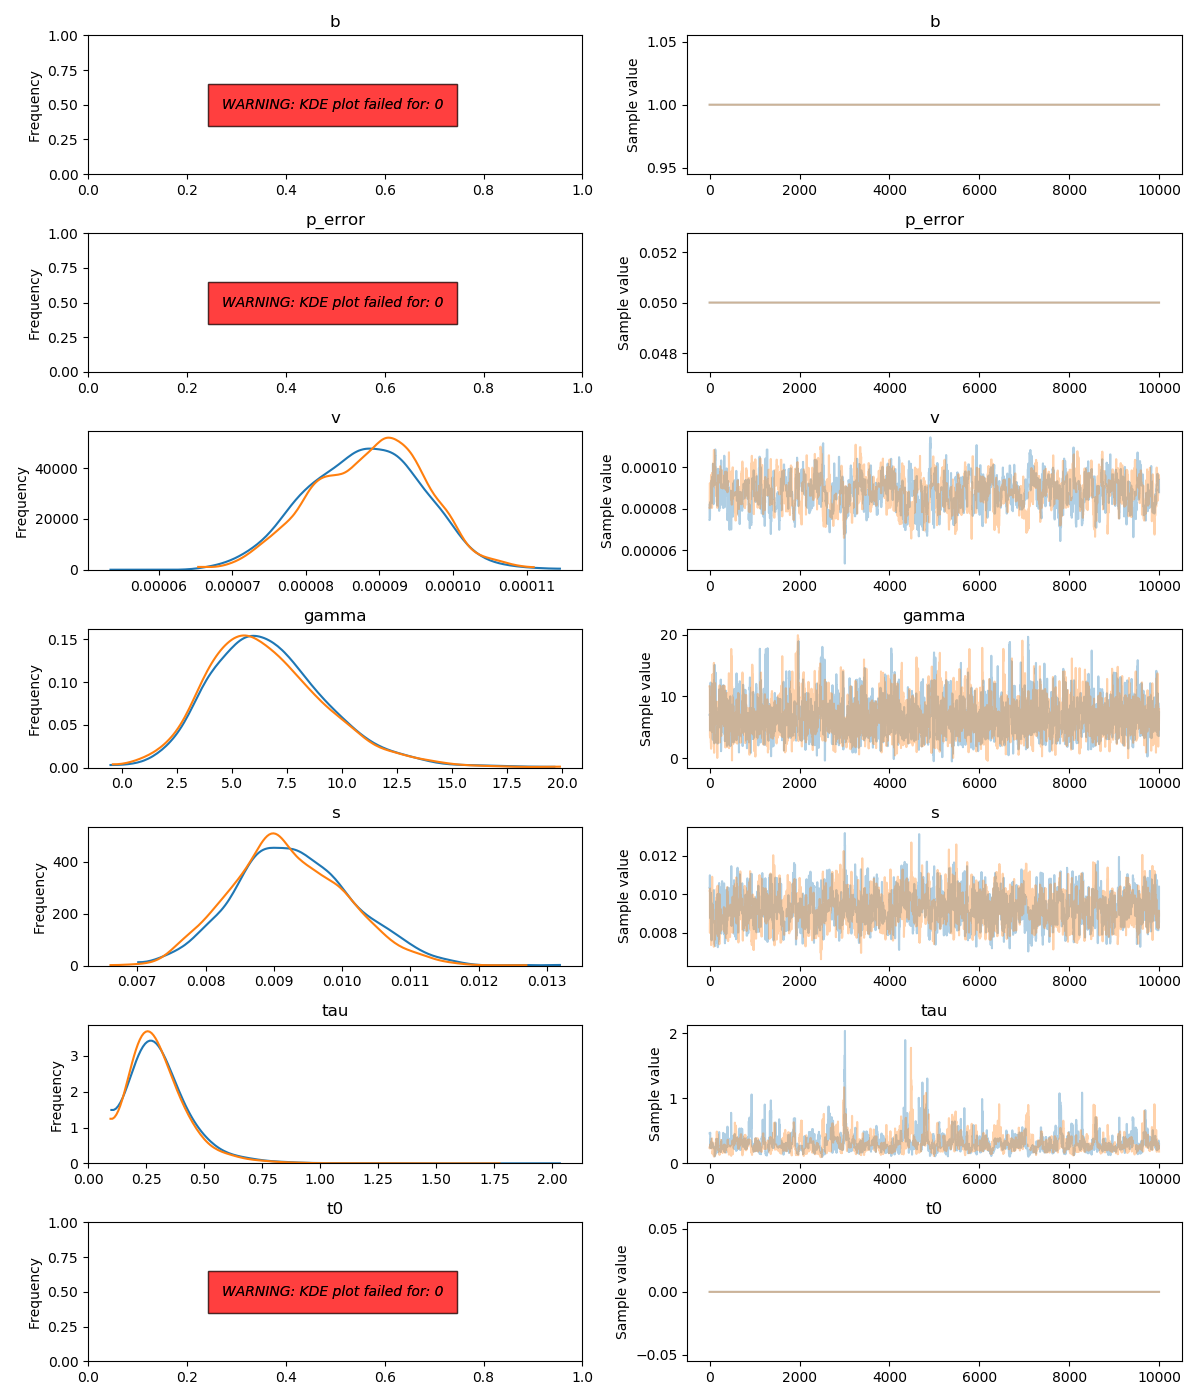 b
b
1.00
0.75
0.50
0.25
0.00
Frequency
WARNING: KDE plot failed for: 0
0.0 0.2 0.4 0.6 0.8 1.0
1.05
1.00
0.95
Sample value
0 2000 4000 6000 8000 10000
p_error
p_error
1.00
0.75
0.50
0.25
0.00
Frequency
WARNING: KDE plot failed for: 0
0.0 0.2 0.4 0.6 0.8 1.0
0.052
0.050
0.048
Sample value
0 2000 4000 6000 8000 10000
v
v
40000
20000
0
Frequency
0.00006 0.00007 0.00008 0.00009 0.00010 0.00011
0.00010
0.00008
0.00006
Sample value
0 2000 4000 6000 8000 10000
gamma
gamma
0.15
0.10
0.05
0.00
Frequency
0.0 2.5 5.0 7.5 10.0 12.5 15.0 17.5 20.0
20
10
0
Sample value
0 2000 4000 6000 8000 10000
s
s
400
200
0
Frequency
0.007 0.008 0.009 0.010 0.011 0.012 0.013
0.012
0.010
0.008
Sample value
0 2000 4000 6000 8000 10000
tau
tau
3
2
1
0
Frequency
0.00 0.25 0.50 0.75 1.00 1.25 1.50 1.75 2.00
2
1
0
Sample value
0 2000 4000 6000 8000 10000
t0
t0
1.00
0.75
0.50
0.25
0.00
Frequency
WARNING: KDE plot failed for: 0
0.0 0.2 0.4 0.6 0.8 1.0
0.05
0.00
−0.05
Sample value
0 2000 4000 6000 8000 10000